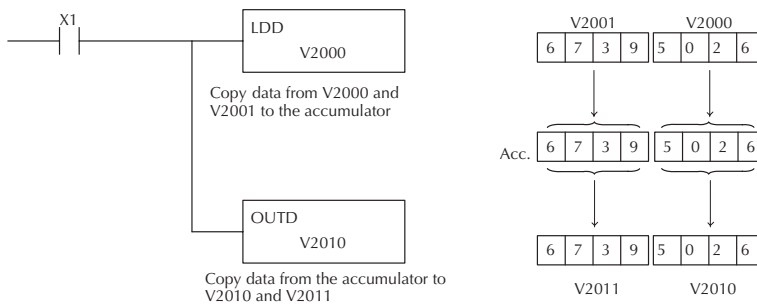 X1
LDD
V2000
Copy data from V2000 and
V2001 to the accumulator
OUTD
V2010
Copy data from the accumulator to
V2010 and V2011
V2001 V2000
6 7 3 9 5 0 2 6
Acc. 6 7 3 9 5 0 2 6
6 7 3 9 5 0 2 6
V2011 V2010